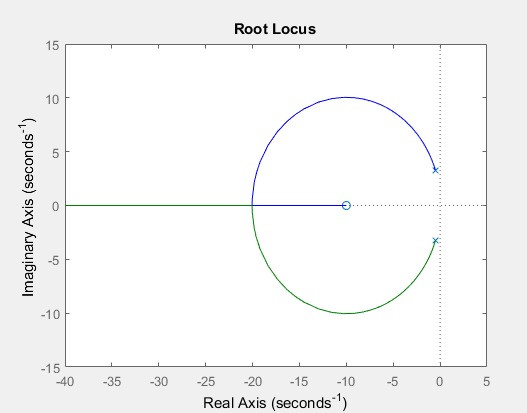 Root Locus
15
10
5
0
-5
-10
-15
-40 -35 -30 -25 -20 -15 -10 -5 0 5
Imaginary Axis (seconds⁻¹)
Real Axis (seconds⁻¹)